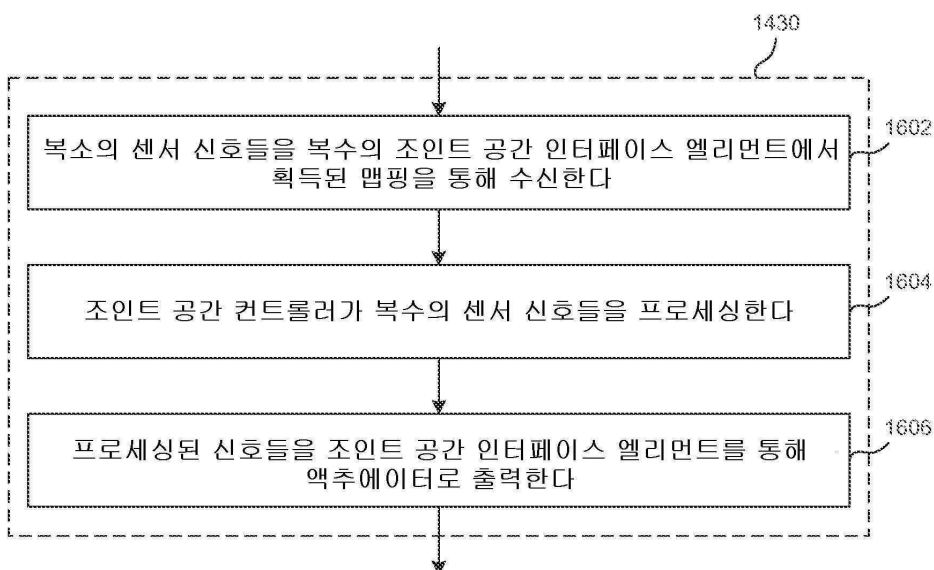 1430
복소의 센서 신호들을 복수의 조인트 공간 인터페이스 엘리먼트에서
획득된 맵핑을 통해 수신한다
1602
조인트 공간 컨트롤러가 복수의 센서 신호들을 프로세싱한다
1604
프로세싱된 신호들을 조인트 공간 인터페이스 엘리먼트를 통해
액추에이터로 출력한다
1606